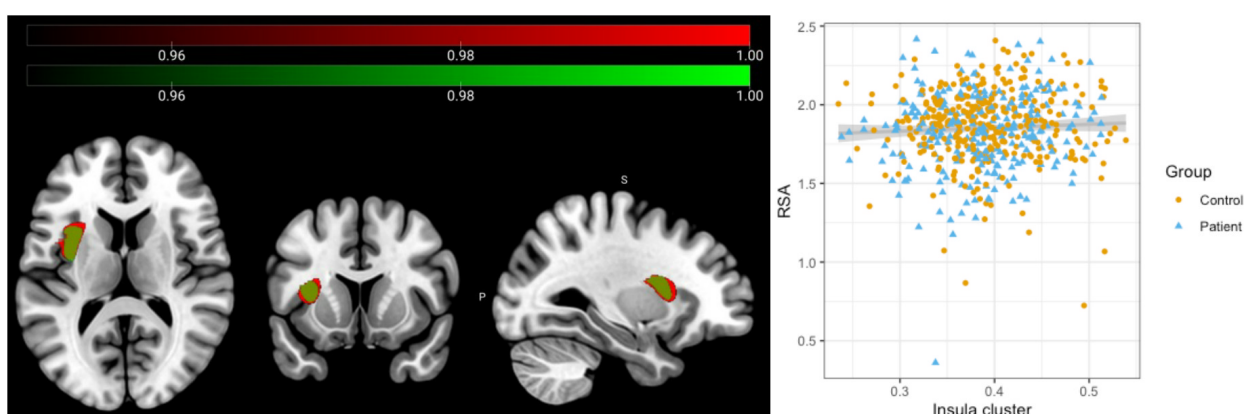 0.96 0.98 1.00
0.96 0.98 1.00
S
P
2.5
2.0
1.5
1.0
0.5
RSA
0.3 0.4 0.5
Insula cluster
Group
Control
Patient